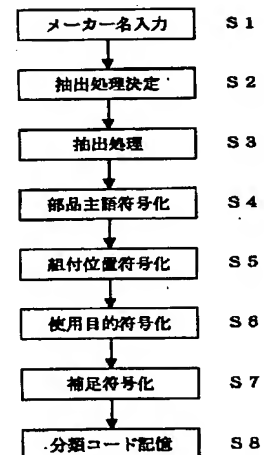 メーカー名入力 S1
抽出処理決定 S2
抽出処理 S3
部品主語符号化 S4
組付位置符号化 S5
使用目的符号化 S6
補足符号化 S7
分類コード記憶 S8